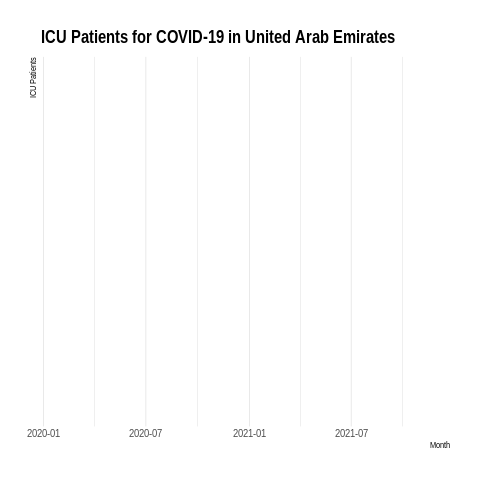 ICU Patients for COVID-19 in United Arab Emirates
ICU Patients
2020-01
2020-07
2021-01
2021-07
Month